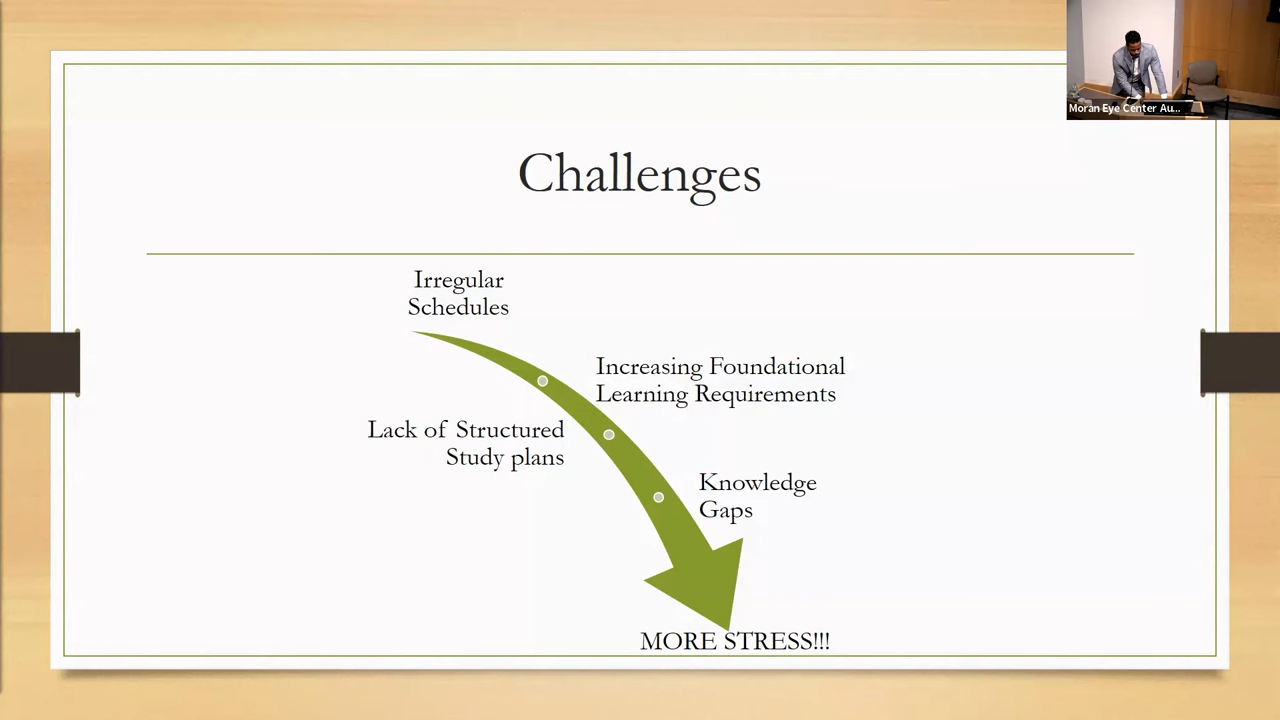 Moran Eye Center Au...
Challenges
Irregular
Schedules
Increasing Foundational
Learning Requirements
Lack of Structured
Study plans
Knowledge
Gaps
MORE STRESS!!!